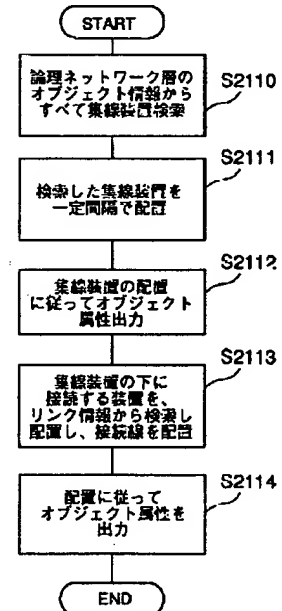 START
論理ネットワーク層の
オブジェクト情報から
すべて集線装置検索
S2110
検索した集線装置を
一定間隔で配置
S2111
集線装置の配置
に従ってオブジェクト
属性出力
S2112
集線装置の下に
接続する装置を、
リンク情報から検索し
配置し、接続線を配置
S2113
配置に従って
オブジェクト属性を
出力
S2114
END